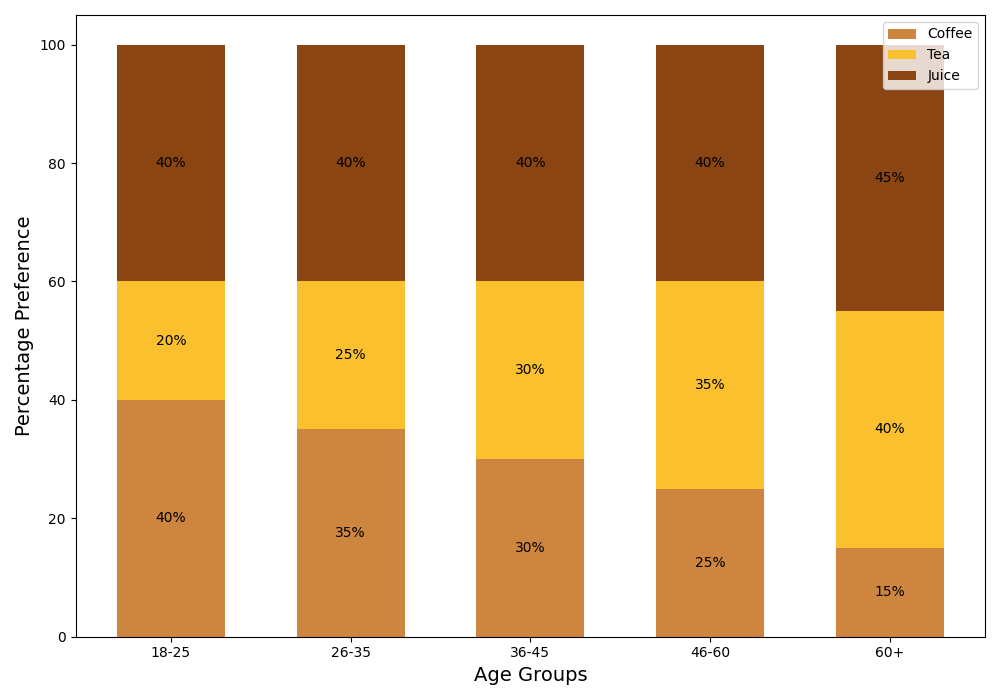 Coffee
Tea
Juice
100
80
60
40
20
0
Percentage Preference
40% 40% 40% 40% 45%
20% 25% 30% 35% 40%
40% 35% 30% 25% 15%
18-25 26-35 36-45 46-60 60+
Age Groups